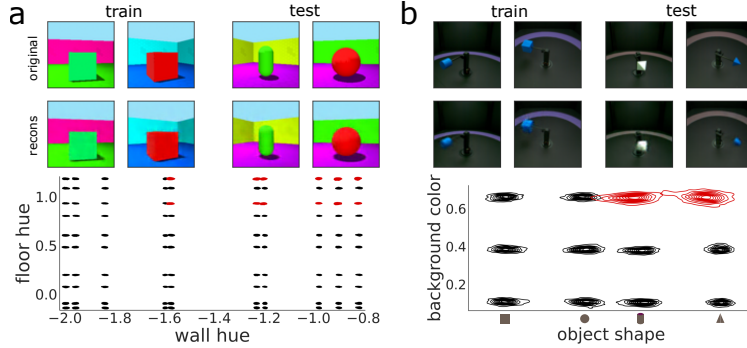 a
train
test
original
recons
floor hue
1.0
0.5
0.0
−2.0 −1.8 −1.6 −1.4 −1.2 −1.0 −0.8
wall hue
b
train
test
background color
0.6
0.4
0.2
object shape